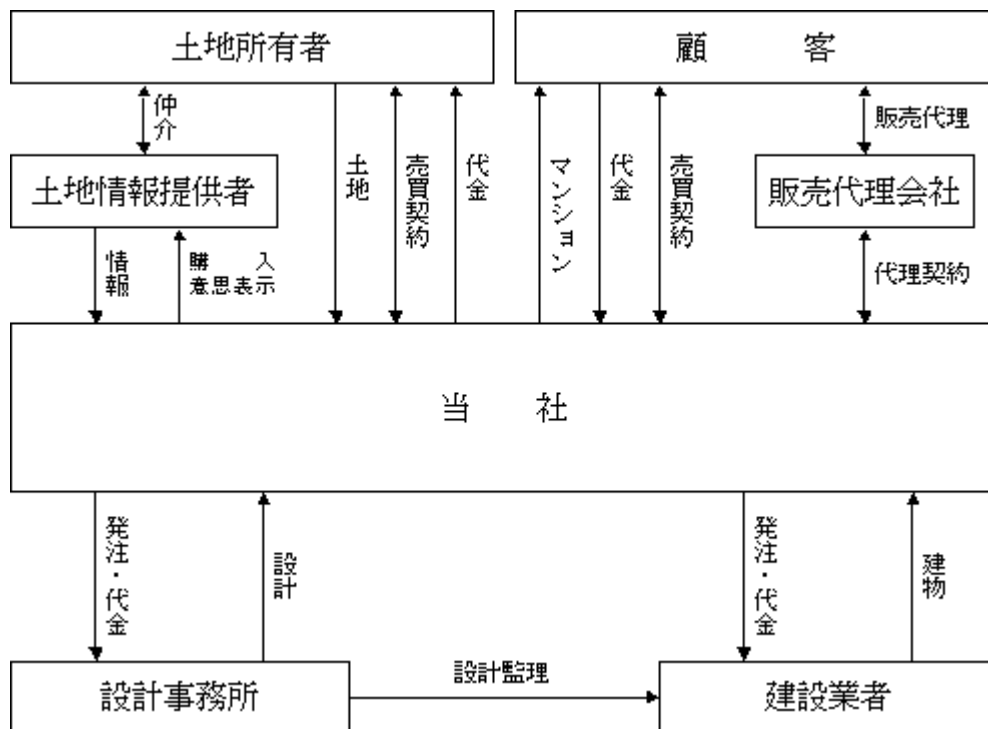 土地所有者
顧客
仲介
販売代理
土地情報提供者
土地
売買契約
代金
マンション
代金
売買契約
販売代理会社
情報
購入
意思表示
代理契約
当社
発注・代金
設計
発注・代金
建物
設計事務所
設計監理
建設業者